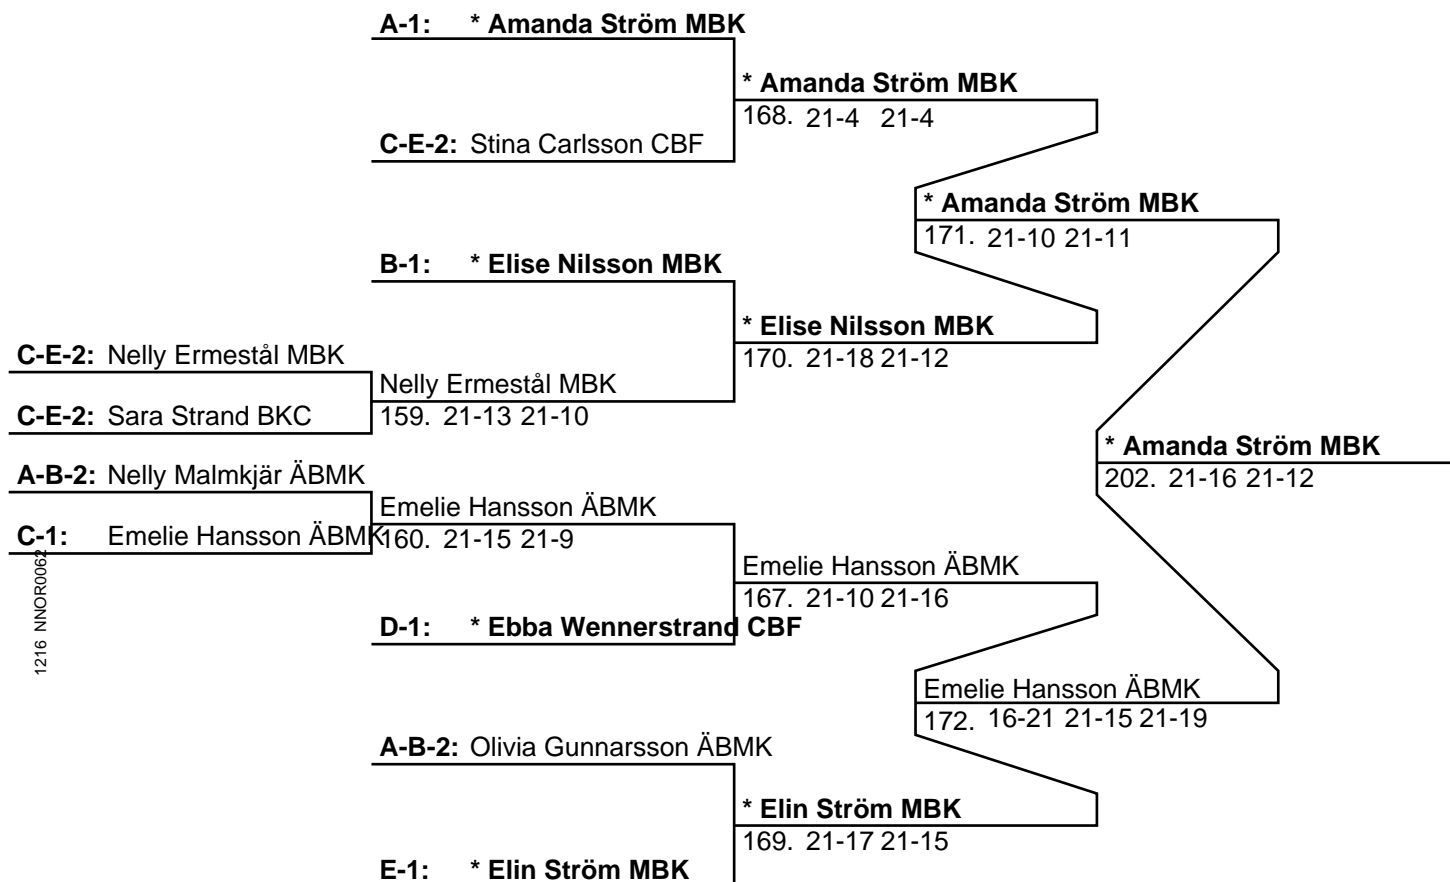 A-1: * Amanda Ström MBK
* Amanda Ström MBK
168. 21-4 21-4
C-E-2: Stina Carlsson CBF
* Amanda Ström MBK
171. 21-10 21-11
B-1: * Elise Nilsson MBK
* Elise Nilsson MBK
170. 21-18 21-12
C-E-2: Nelly Ermestål MBK
Nelly Ermestål MBK
159. 21-13 21-10
C-E-2: Sara Strand BKC
* Amanda Ström MBK
202. 21-16 21-12
A-B-2: Nelly Malmkjär ÄBMK
Emelie Hansson ÄBMK
160. 21-15 21-9
C-1: Emelie Hansson ÄBMK
1216 NNOR0062
Emelie Hansson ÄBMK
167. 21-10 21-16
D-1: * Ebba Wennerstrand CBF
Emelie Hansson ÄBMK
172. 16-21 21-15 21-19
A-B-2: Olivia Gunnarsson ÄBMK
* Elin Ström MBK
169. 21-17 21-15
E-1: * Elin Ström MBK